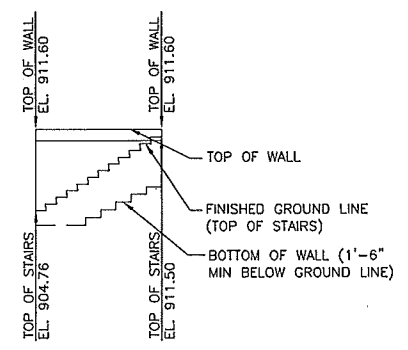 TOP OF WALL
EL. 911.60
TOP OF WALL
EL. 911.60
TOP OF WALL
FINISHED GROUND LINE
(TOP OF STAIRS)
BOTTOM OF WALL (1'-6"
MIN BELOW GROUND LINE)
TOP OF STAIRS
EL. 904.76
TOP OF STAIRS
EL. 911.50